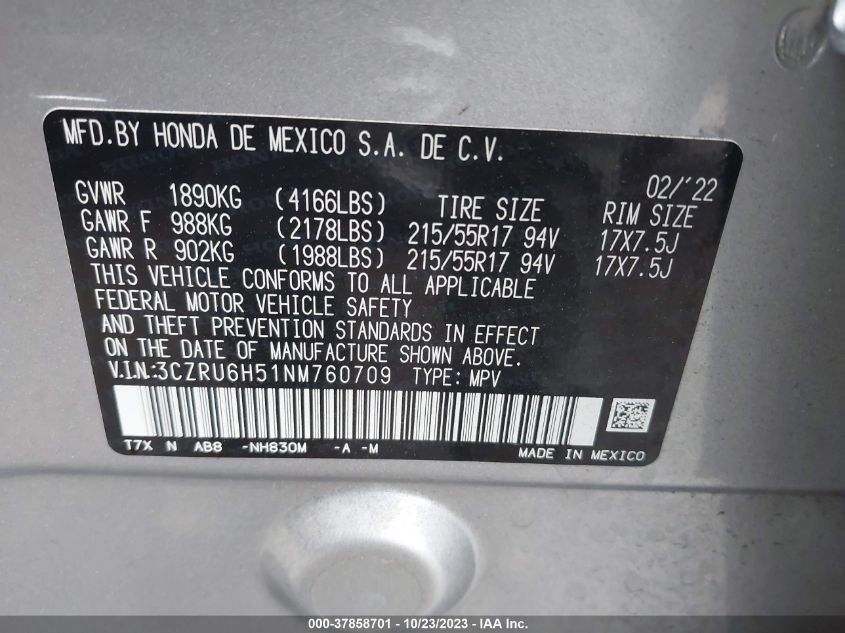 MFD.BY HONDA DE MEXICO S.A. DE C.V.
02/'22
GVWR 1890KG (4166LBS) TIRE SIZE RIM SIZE
GAWR F 988KG (2178LBS) 215/55R17 94V 17X7.5J
GAWR R 902KG (1988LBS) 215/55R17 94V 17X7.5J
THIS VEHICLE CONFORMS TO ALL APPLICABLE
FEDERAL MOTOR VEHICLE SAFETY
AND THEFT PREVENTION STANDARDS IN EFFECT
ON THE DATE OF MANUFACTURE SHOWN ABOVE.
V.I.N.:3CZRU6H51NM760709 TYPE: MPV
T7X N AB8 -NH830M -A -M
MADE IN MEXICO
000-37858701 - 10/23/2023 - IAA Inc.